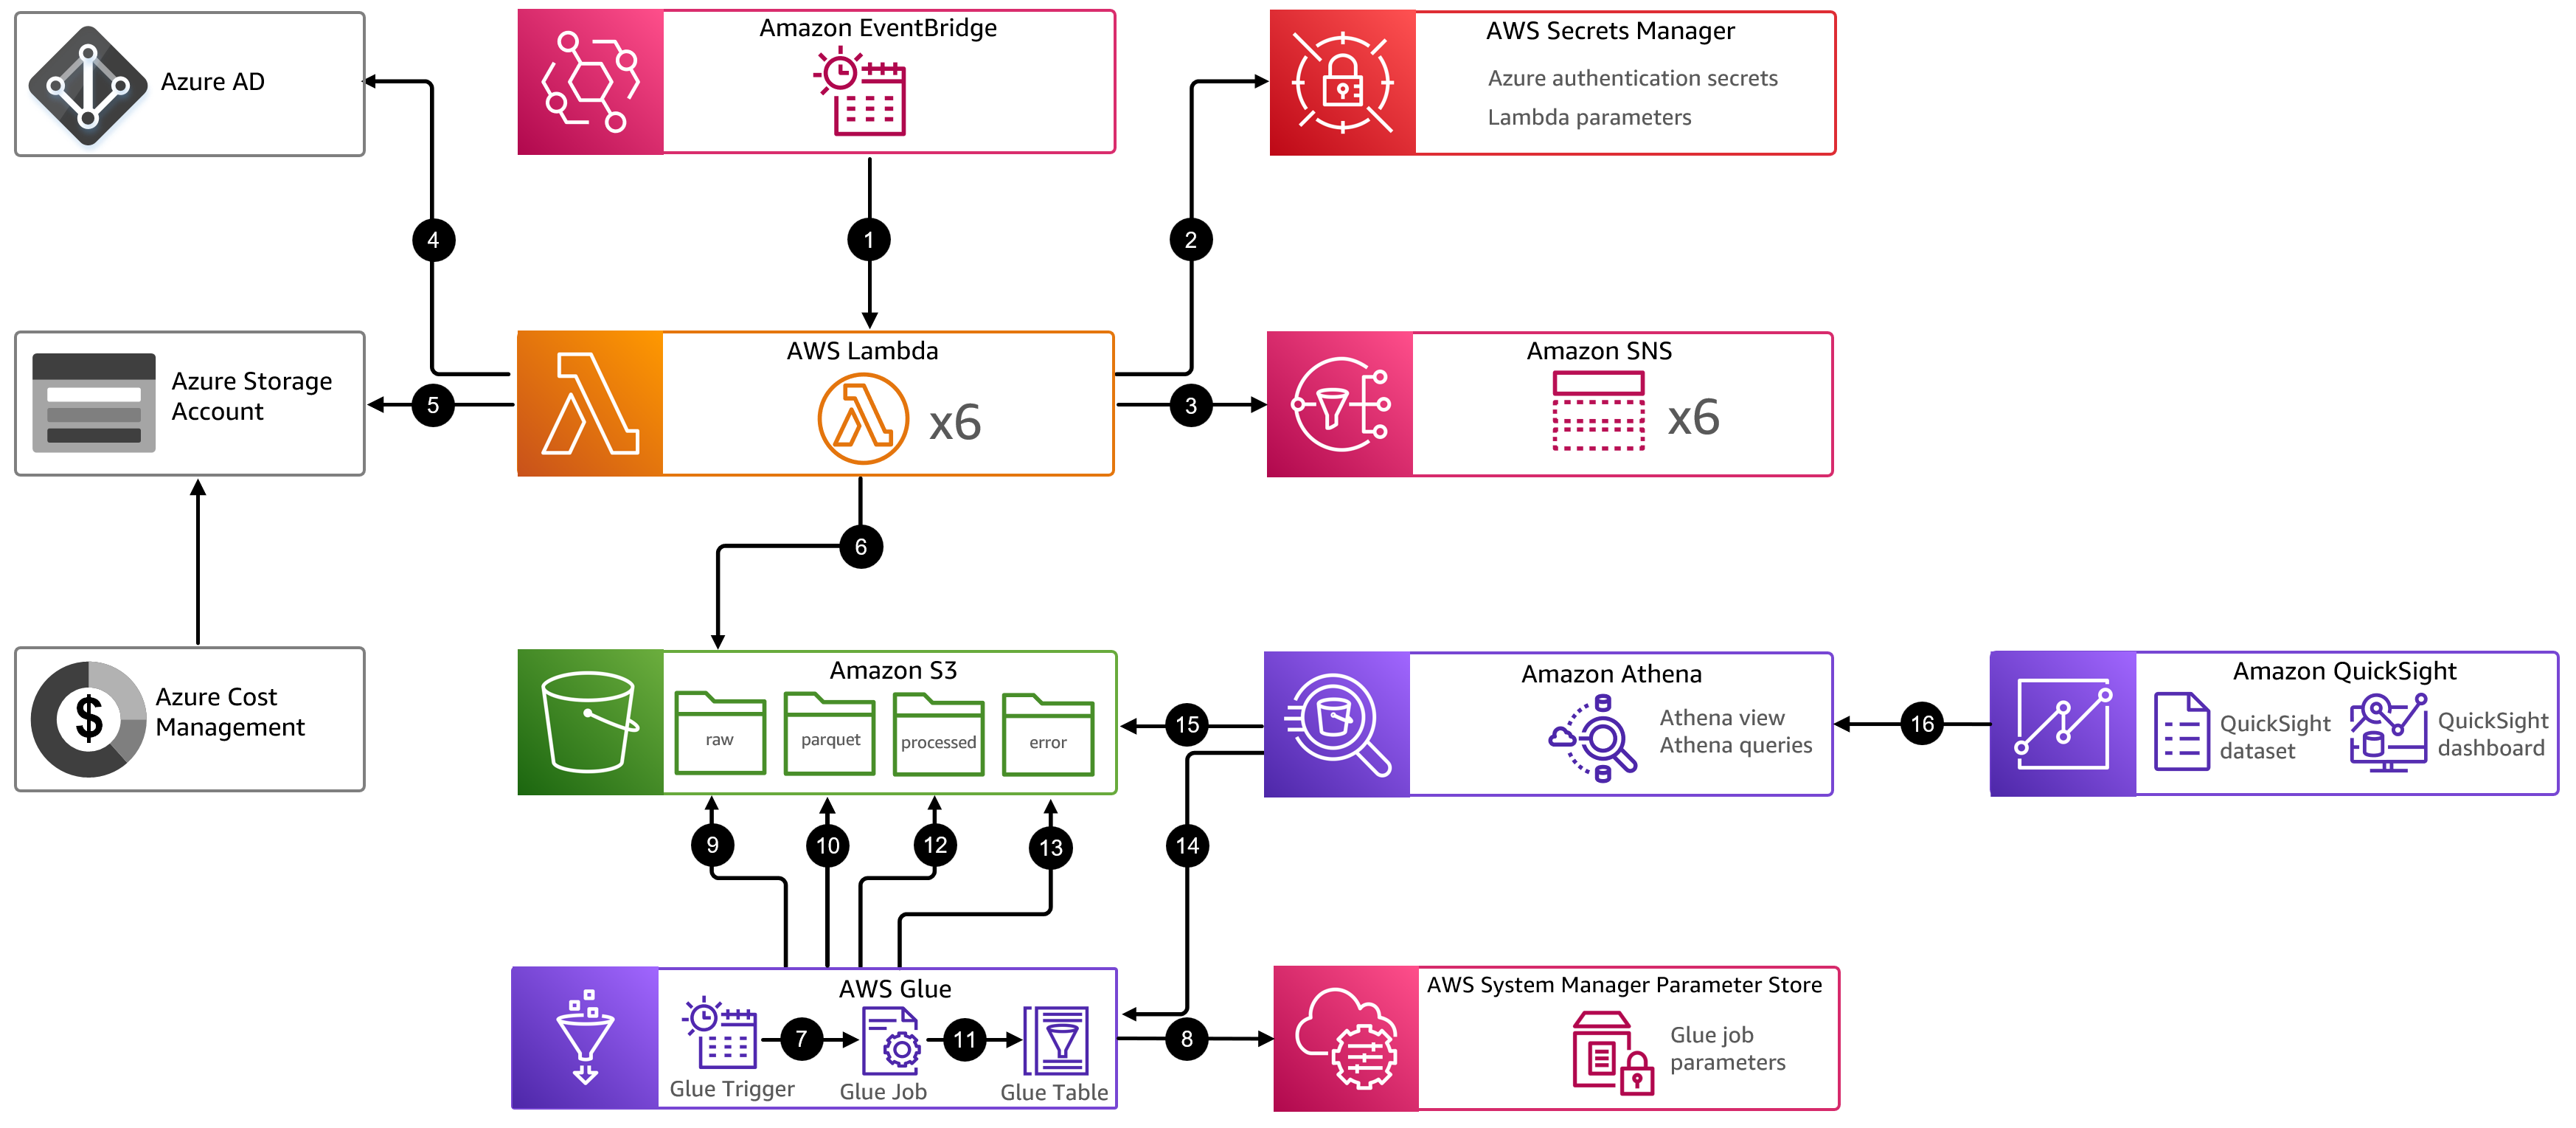 Azure AD
Amazon EventBridge
AWS Secrets Manager
Azure authentication secrets
Lambda parameters
4
1
2
Azure Storage
Account
5
AWS Lambda
x6
3
Amazon SNS
x6
6
Azure Cost
Management
$
Amazon S3
raw
parquet
processed
error
15
Amazon Athena
Athena view
Athena queries
16
Amazon QuickSight
QuickSight
dataset
QuickSight
dashboard
9
10
12
13
14
AWS Glue
7
11
Glue Trigger
Glue Job
Glue Table
8
AWS System Manager Parameter Store
Glue job
parameters